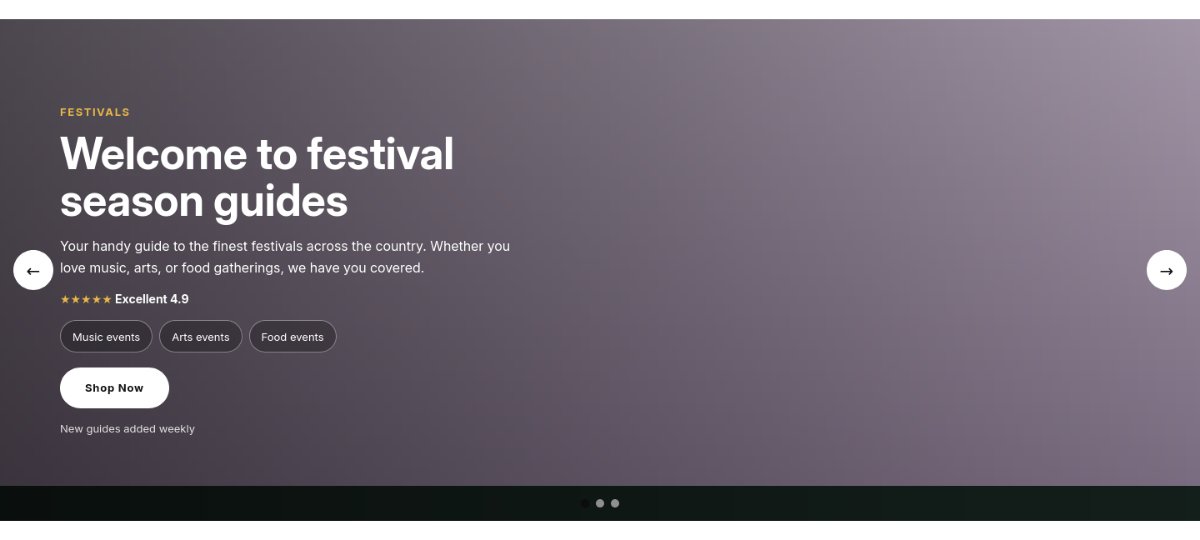 FESTIVALS
Welcome to festival
season guides
Your handy guide to the finest festivals across the country. Whether you
love music, arts, or food gatherings, we have you covered.
★★★★★ Excellent 4.9
Music events
Arts events
Food events
Shop Now
New guides added weekly